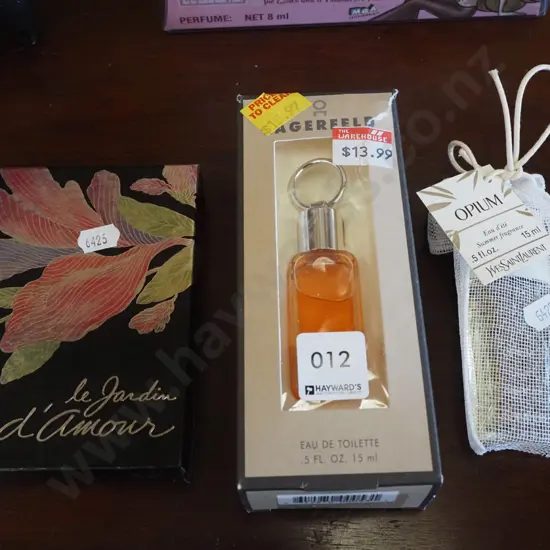 PERFUME: NET 8 ml
6425
le Jardin
d'Amour
PRICED
TO CLEAR
AGERFELD
THE
WAREHOUSE
$13.99
012
HAYWARD'S
EAU DE TOILETTE
.5 FL. OZ. 15 ml
OPIUM
Eau d'été
Summer fragrance
.5 fl.oz. 15 ml
YVES SAINT LAURENT